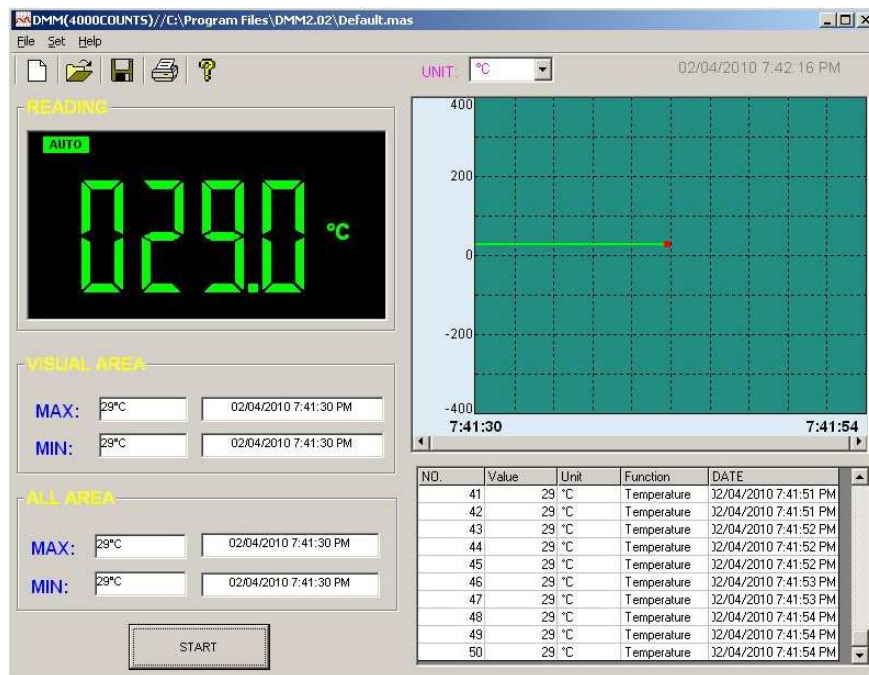 DMM(4000COUNTS)//C:\Program Files\DMM2.02\Default.mas
File Set Help
UNIT: °C 02/04/2010 7:42:16 PM
READING
AUTO
029.0 °C
VISUAL AREA
MAX: 29°C 02/04/2010 7:41:30 PM
MIN: 29°C 02/04/2010 7:41:30 PM
ALL AREA
MAX: 29°C 02/04/2010 7:41:30 PM
MIN: 29°C 02/04/2010 7:41:30 PM
START
400
200
0
-200
-400
7:41:30 7:41:54
NO. Value Unit Function DATE
41 29 °C Temperature 02/04/2010 7:41:51 PM
42 29 °C Temperature 02/04/2010 7:41:51 PM
43 29 °C Temperature 02/04/2010 7:41:52 PM
44 29 °C Temperature 02/04/2010 7:41:52 PM
45 29 °C Temperature 02/04/2010 7:41:52 PM
46 29 °C Temperature 02/04/2010 7:41:53 PM
47 29 °C Temperature 02/04/2010 7:41:53 PM
48 29 °C Temperature 02/04/2010 7:41:54 PM
49 29 °C Temperature 02/04/2010 7:41:54 PM
50 29 °C Temperature 02/04/2010 7:41:54 PM